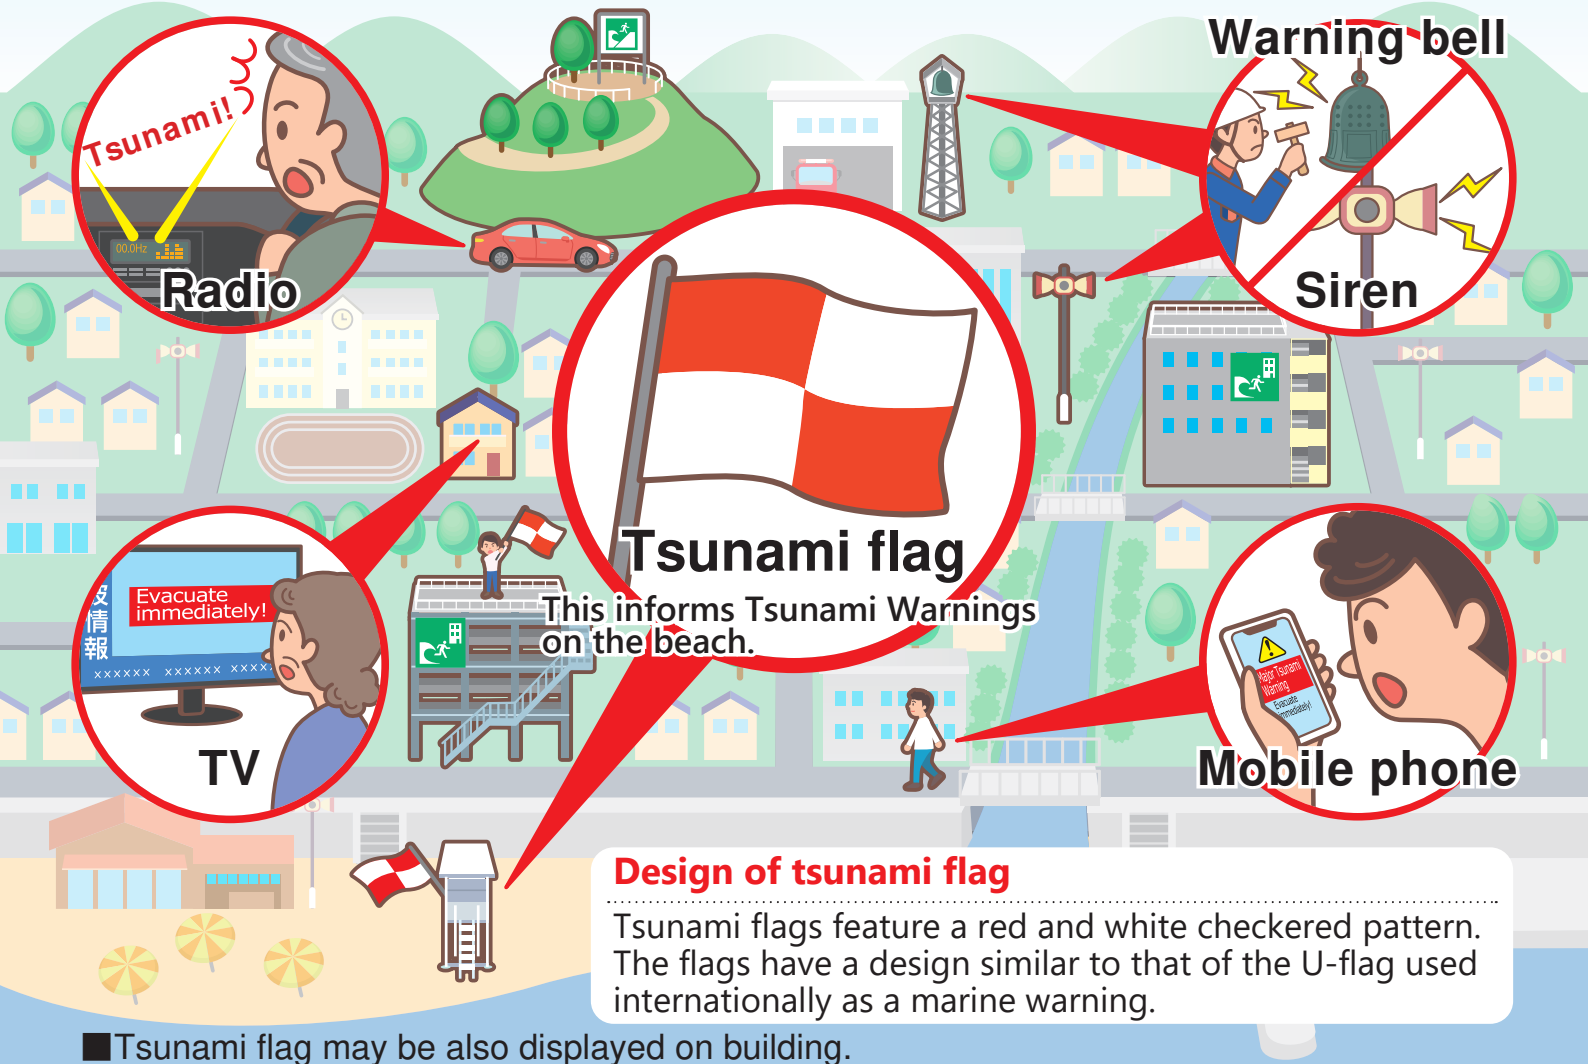 Warning bell
Tsunami!
00.0Hz
Radio
Siren
Tsunami flag
This informs Tsunami Warnings
on the beach.
Evacuate
immediately!
情
報
xxxxxx xxxxxx xxxx
TV
Major Tsunami
Warning
Evacuate
immediately!
Mobile phone
Design of tsunami flag
Tsunami flags feature a red and white checkered pattern.
The flags have a design similar to that of the U-flag used
internationally as a marine warning.
■Tsunami flag may be also displayed on building.